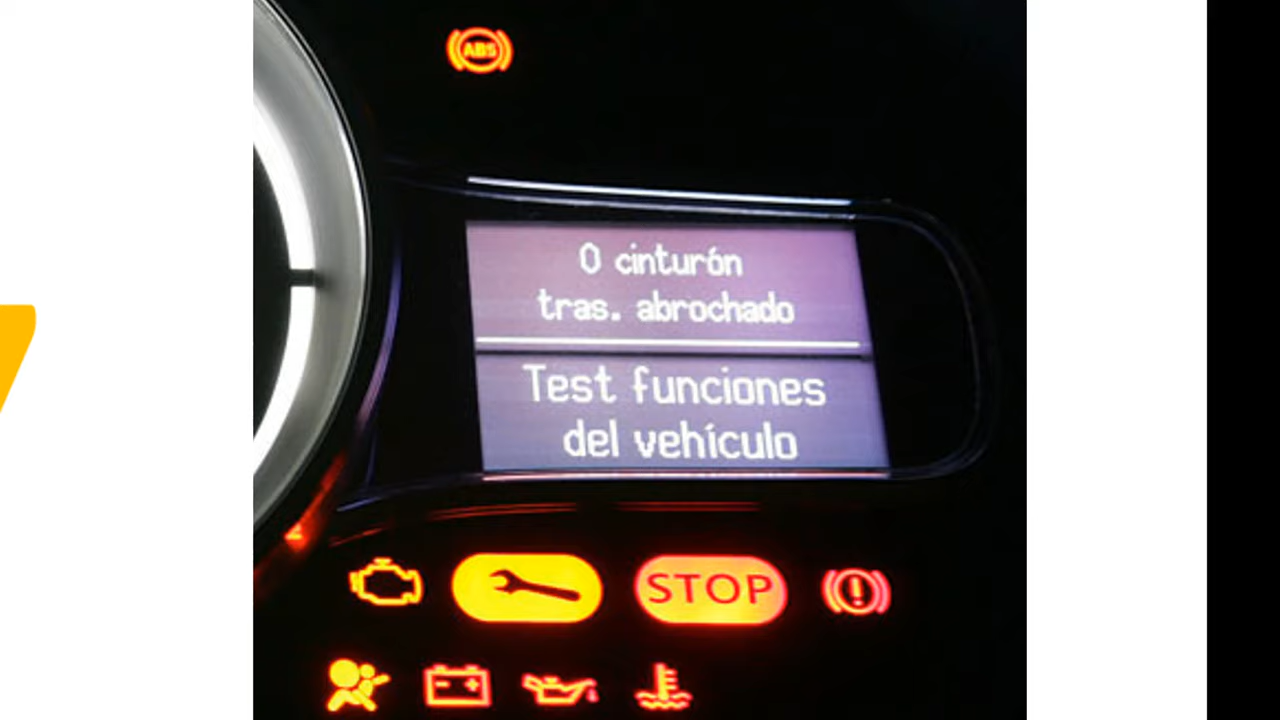 ABS
0 cinturón
tras. abrochado
Test funciones
del vehículo
STOP